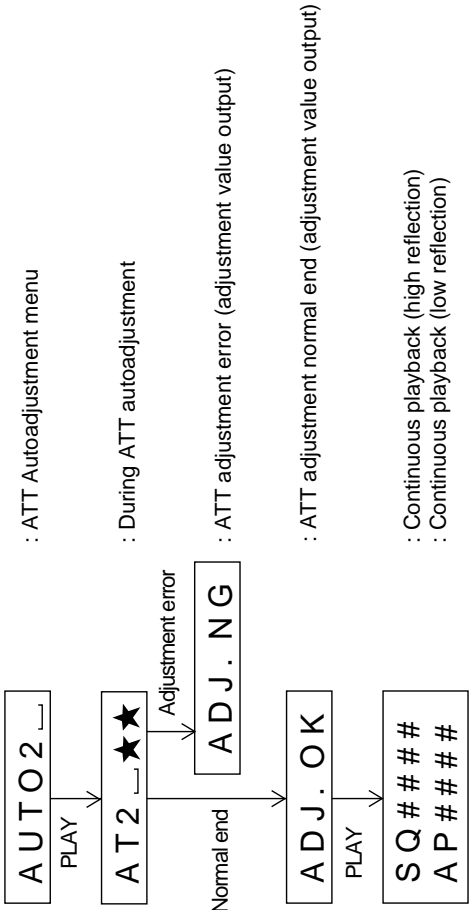 AUTO2␣ : ATT Autoadjustment menu
PLAY
AT2␣★★ : During ATT autoadjustment
Adjustment error
ADJ. NG : ATT adjustment error (adjustment value output)
Normal end
ADJ. OK : ATT adjustment normal end (adjustment value output)
PLAY
SQ#### : Continuous playback (high reflection)
AP#### : Continuous playback (low reflection)